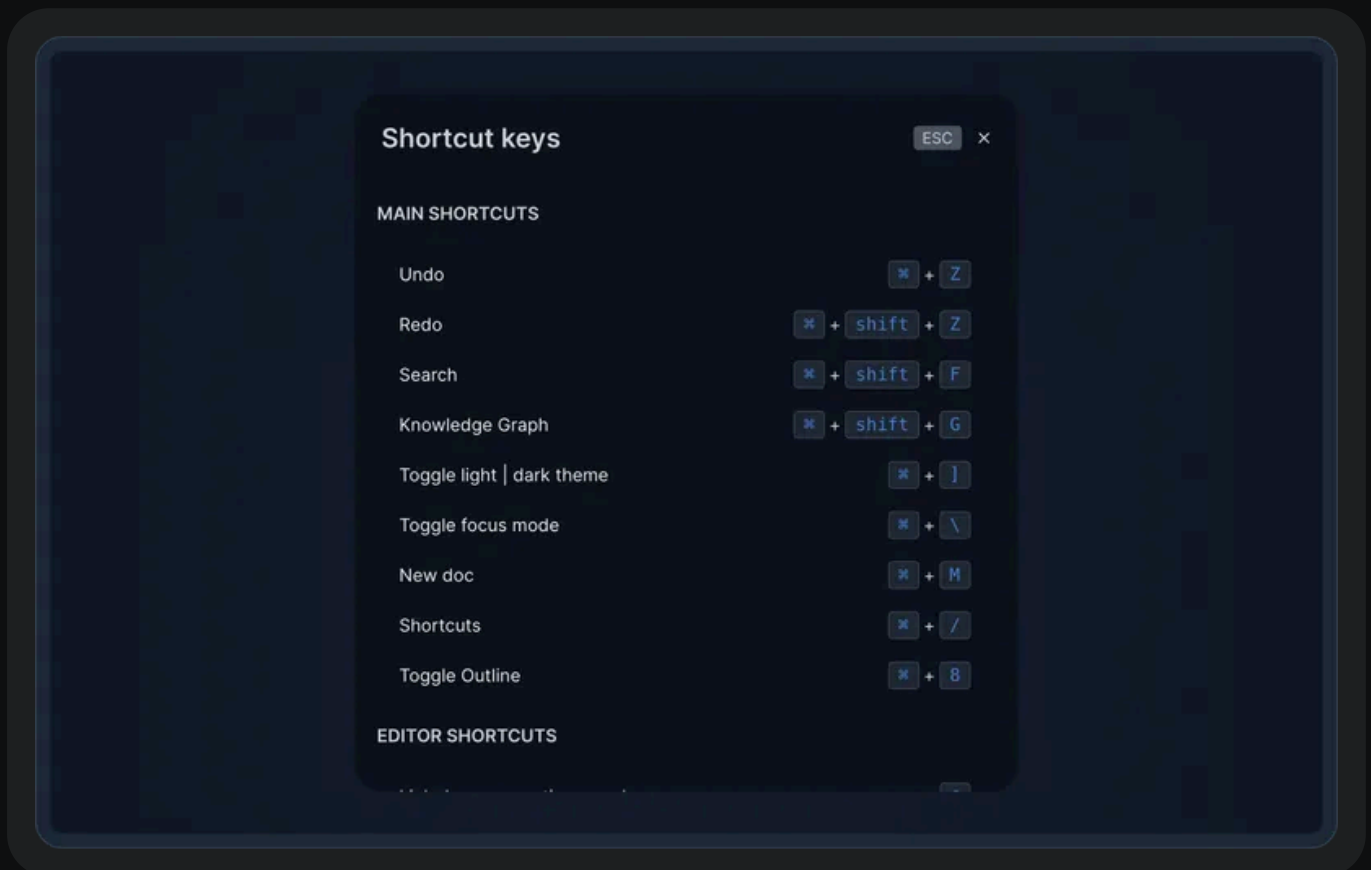 Shortcut keys ESC ×
MAIN SHORTCUTS
Undo ⌘ + Z
Redo ⌘ + shift + Z
Search ⌘ + shift + F
Knowledge Graph ⌘ + shift + G
Toggle light | dark theme ⌘ + ]
Toggle focus mode ⌘ + \
New doc ⌘ + M
Shortcuts ⌘ + /
Toggle Outline ⌘ + 8
EDITOR SHORTCUTS